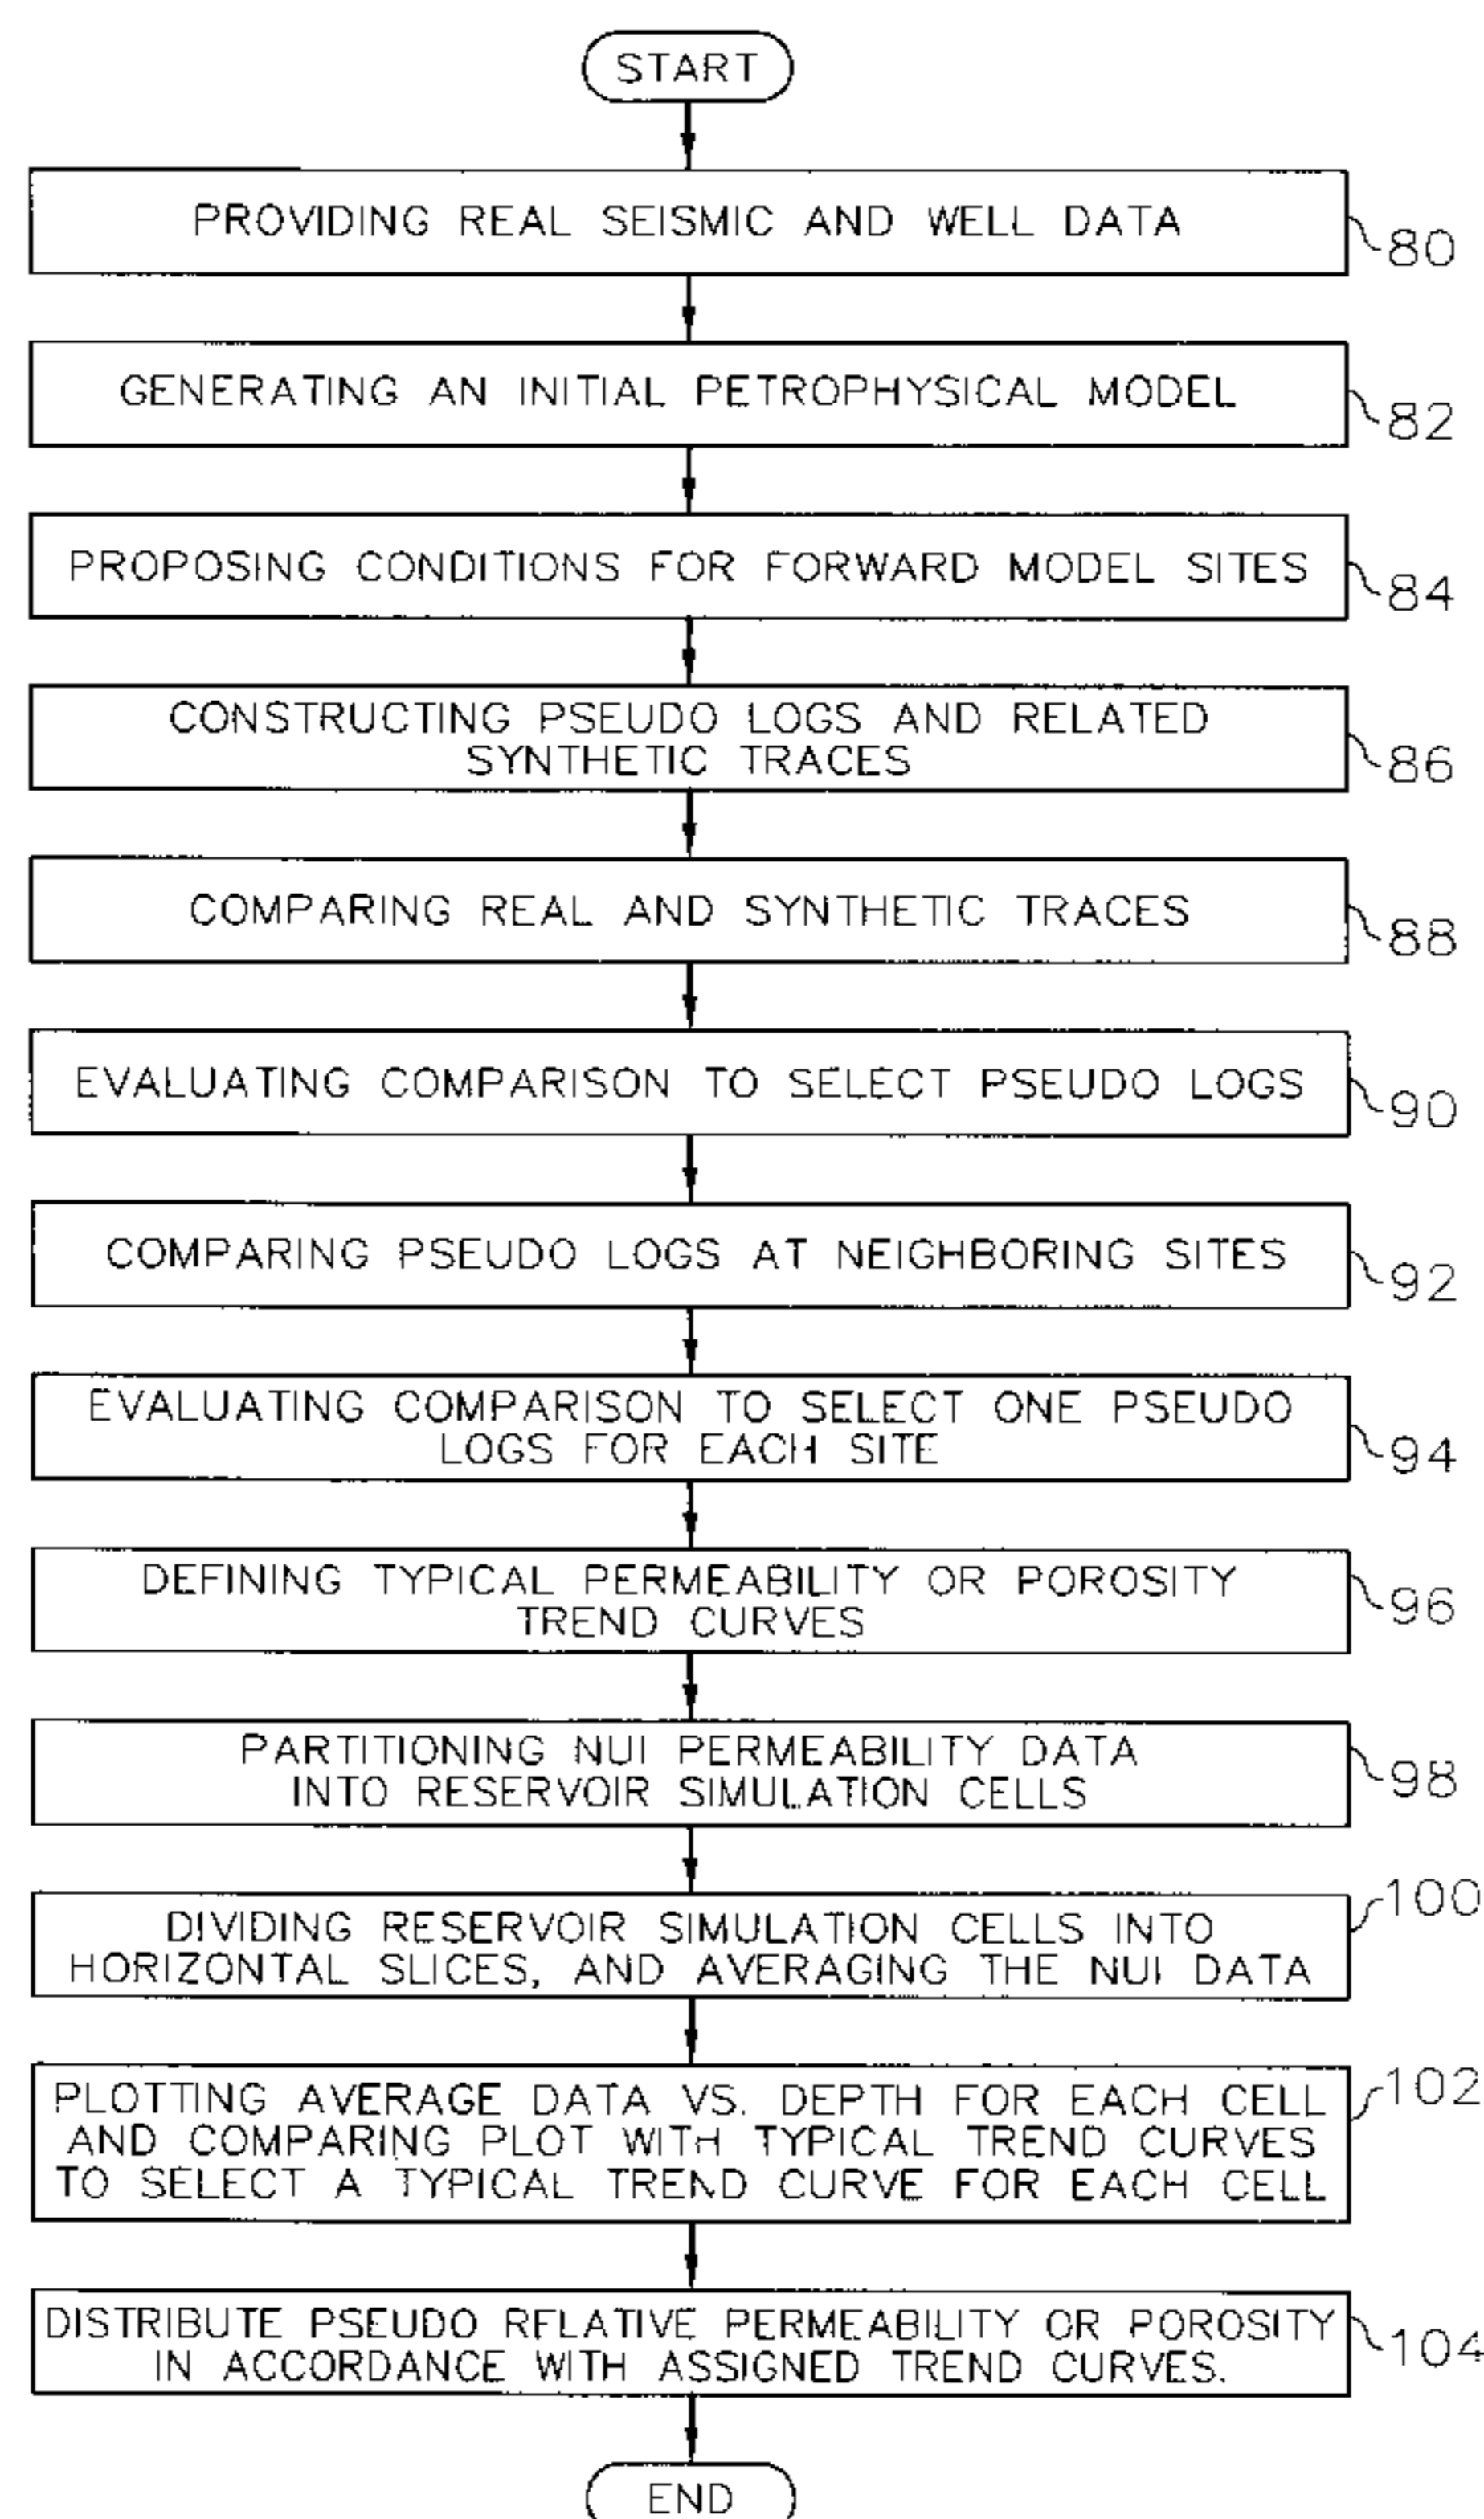 START
PROVIDING REAL SEISMIC AND WELL DATA
80
GENERATING AN INITIAL PETROPHYSICAL MODEL
82
PROPOSING CONDITIONS FOR FORWARD MODEL SITES
84
CONSTRUCTING PSEUDO LOGS AND RELATED
SYNTHETIC TRACES
86
COMPARING REAL AND SYNTHETIC TRACES
88
EVALUATING COMPARISON TO SELECT PSEUDO LOGS
90
COMPARING PSEUDO LOGS AT NEIGHBORING SITES
92
EVALUATING COMPARISON TO SELECT ONE PSEUDO
LOGS FOR EACH SITE
94
DEFINING TYPICAL PERMEABILITY OR POROSITY
TREND CURVES
96
PARTITIONING NUI PERMEABILITY DATA
INTO RESERVOIR SIMULATION CELLS
98
DIVIDING RESERVOIR SIMULATION CELLS INTO
HORIZONTAL SLICES, AND AVERAGING THE NUI DATA
100
PLOTTING AVERAGE DATA VS. DEPTH FOR EACH CELL
AND COMPARING PLOT WITH TYPICAL TREND CURVES
TO SELECT A TYPICAL TREND CURVE FOR EACH CELL
102
DISTRIBUTE PSEUDO RELATIVE PERMEABILITY OR POROSITY
IN ACCORDANCE WITH ASSIGNED TREND CURVES.
104
END